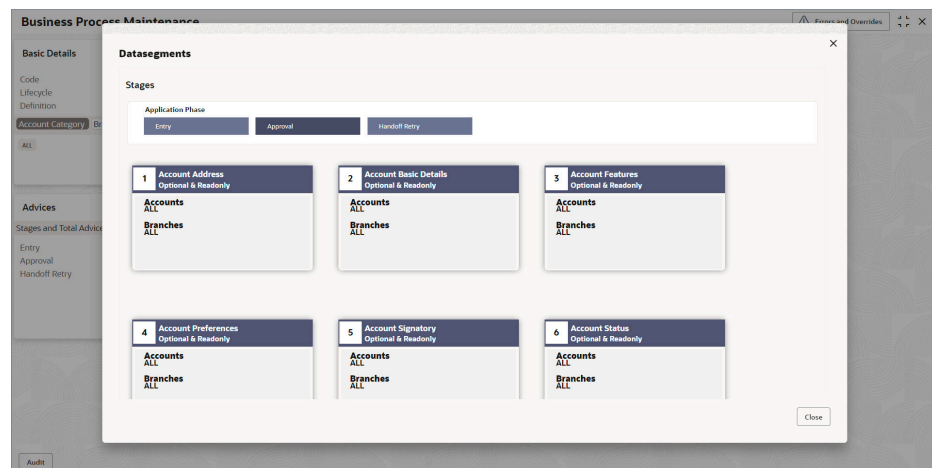 Business Process Maintenance
Errors and Overrides
Basic Details
Code
Lifecycle
Definition
Account Category
ALL
Advices
Stages and Total Advice
Entry
Approval
Handoff Retry
Audit
Datasegments
Stages
Application Phase
Entry Approval Handoff Retry
1 Account Address
Optional & Readonly
Accounts
ALL
Branches
ALL
2 Account Basic Details
Optional & Readonly
Accounts
ALL
Branches
ALL
3 Account Features
Optional & Readonly
Accounts
ALL
Branches
ALL
4 Account Preferences
Optional & Readonly
Accounts
ALL
Branches
ALL
5 Account Signatory
Optional & Readonly
Accounts
ALL
Branches
ALL
6 Account Status
Optional & Readonly
Accounts
ALL
Branches
ALL
Close